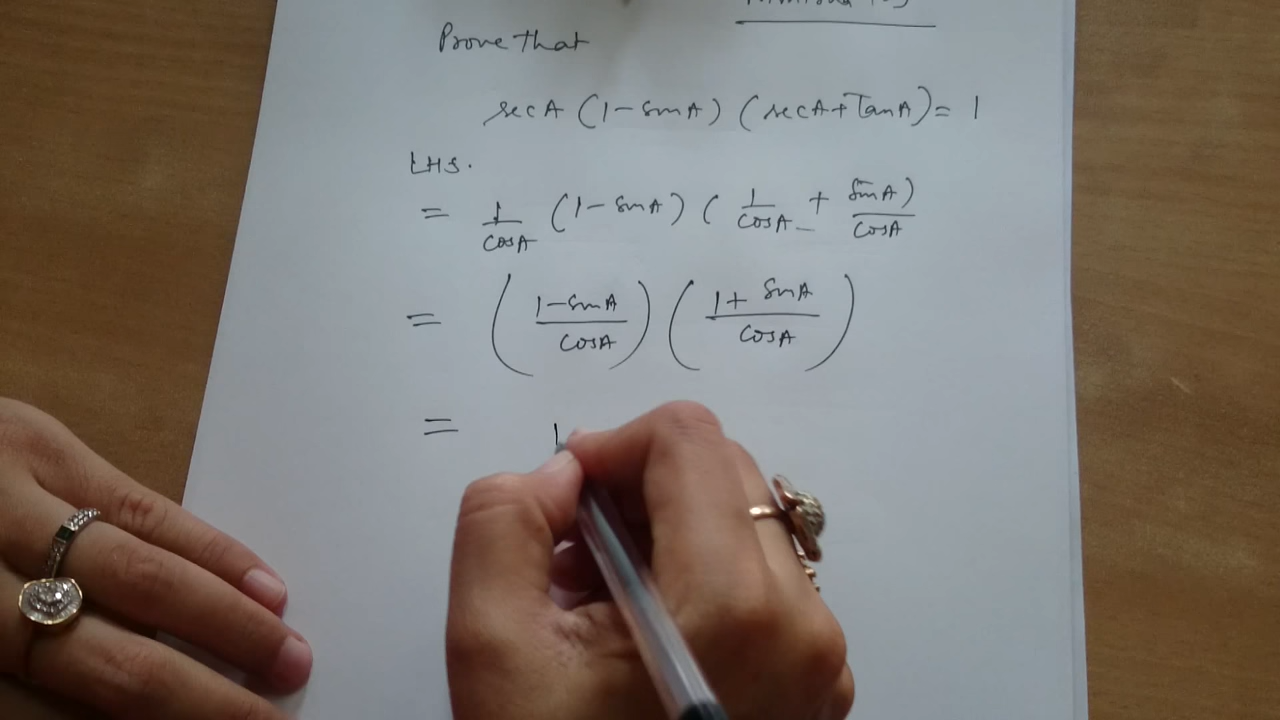 Prove that
secA (1-sinA) (secA+TanA) = 1
LHS.
= 1/cosA (1-sinA) ( 1/cosA + sinA/cosA )
= ( 1-sinA/cosA ) ( 1+ sinA/cosA )
= 1